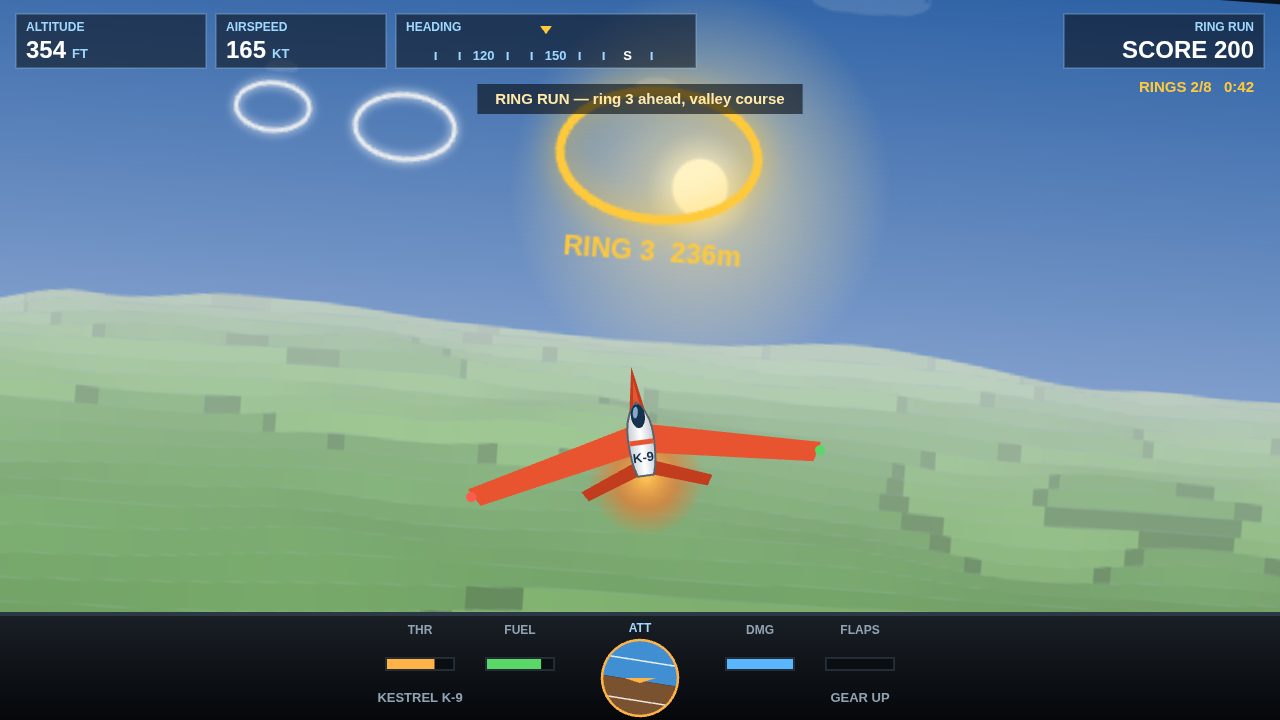 ALTITUDE
354 FT
AIRSPEED
165 KT
HEADING
120 150 S
RING RUN
SCORE 200
RINGS 2/8 0:42
RING RUN — ring 3 ahead, valley course
RING 3 236m
K-9
THR
FUEL
ATT
DMG
FLAPS
KESTREL K-9
GEAR UP